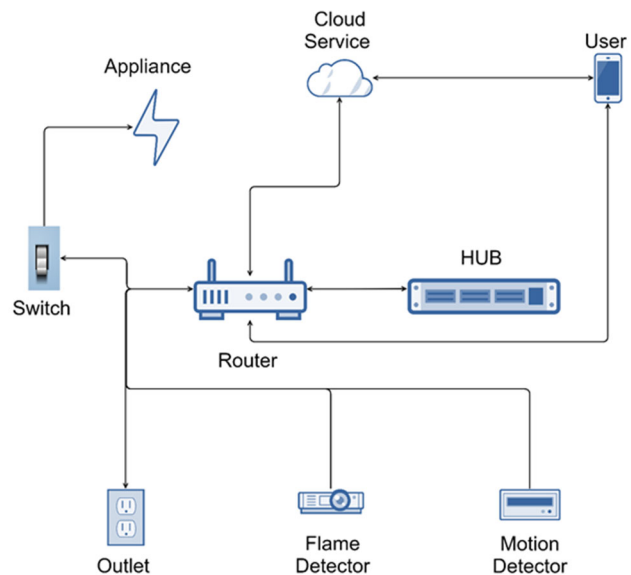 Cloud
Service
User
Appliance
HUB
Switch
Router
Outlet
Flame
Detector
Motion
Detector